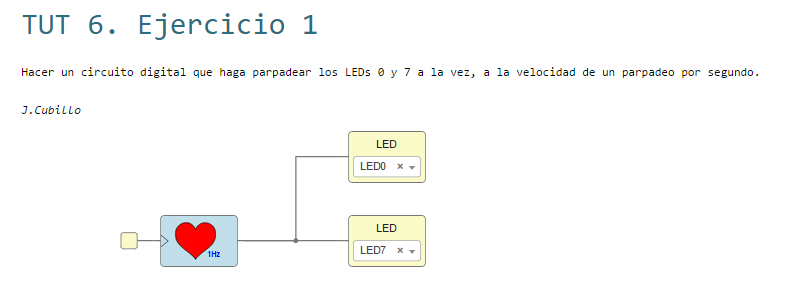 TUT 6. Ejercicio 1
Hacer un circuito digital que haga parpadear los LEDs 0 y 7 a la vez, a la velocidad de un parpadeo por segundo.
J.Cubillo
LED
LED0 ×
1Hz
LED
LED7 ×